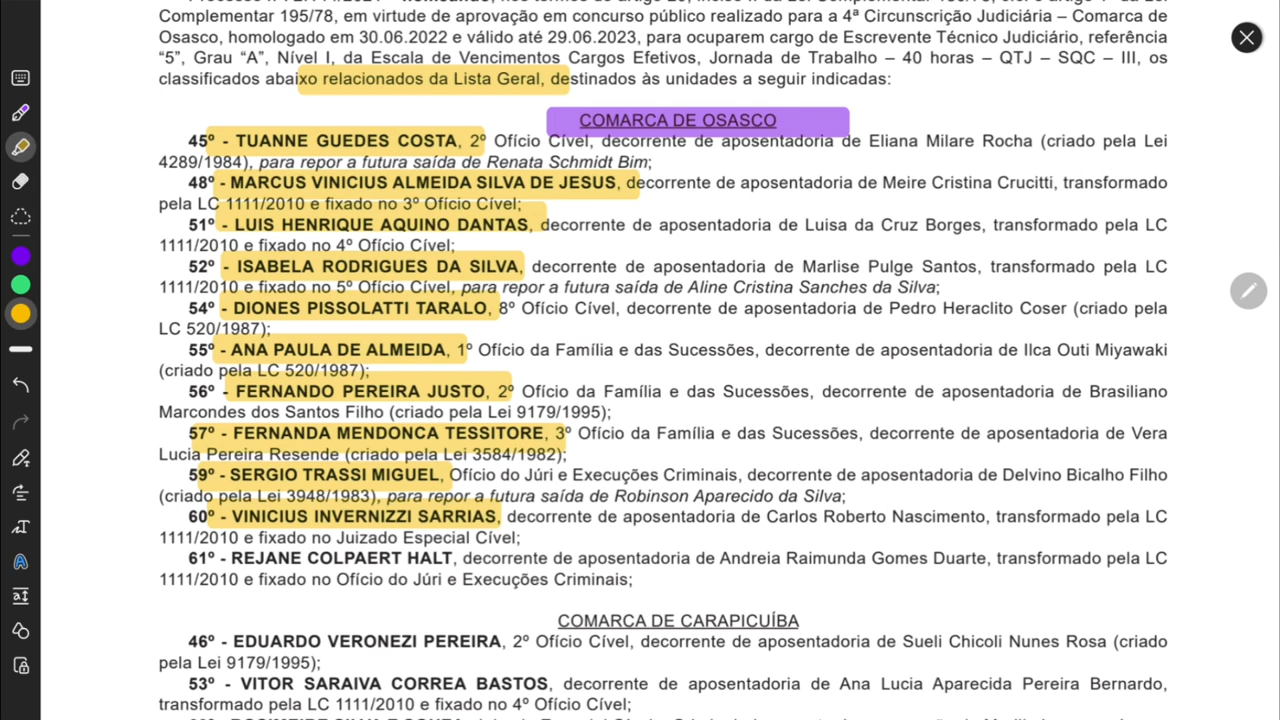 Complementar 195/78, em virtude de aprovação em concurso público realizado para a 4ª Circunscrição Judiciária – Comarca de
Osasco, homologado em 30.06.2022 e válido até 29.06.2023, para ocuparem cargo de Escrevente Técnico Judiciário, referência
“5”, Grau “A”, Nível I, da Escala de Vencimentos Cargos Efetivos, Jornada de Trabalho – 40 horas – QTJ – SQC – III, os
classificados abaixo relacionados da Lista Geral, destinados às unidades a seguir indicadas:
COMARCA DE OSASCO
45º - TUANNE GUEDES COSTA, 2º Ofício Cível, decorrente de aposentadoria de Eliana Milare Rocha (criado pela Lei
4289/1984), para repor a futura saída de Renata Schmidt Bim;
48º - MARCUS VINICIUS ALMEIDA SILVA DE JESUS, decorrente de aposentadoria de Meire Cristina Crucitti, transformado
pela LC 1111/2010 e fixado no 3º Ofício Cível;
51º - LUIS HENRIQUE AQUINO DANTAS, decorrente de aposentadoria de Luisa da Cruz Borges, transformado pela LC
1111/2010 e fixado no 4º Ofício Cível;
52º - ISABELA RODRIGUES DA SILVA, decorrente de aposentadoria de Marlise Pulge Santos, transformado pela LC
1111/2010 e fixado no 5º Ofício Cível, para repor a futura saída de Aline Cristina Sanches da Silva;
54º - DIONES PISSOLATTI TARALO, 8º Ofício Cível, decorrente de aposentadoria de Pedro Heraclito Coser (criado pela
LC 520/1987);
55º - ANA PAULA DE ALMEIDA, 1º Ofício da Família e das Sucessões, decorrente de aposentadoria de Ilca Outi Miyawaki
(criado pela LC 520/1987);
56º - FERNANDO PEREIRA JUSTO, 2º Ofício da Família e das Sucessões, decorrente de aposentadoria de Brasiliano
Marcondes dos Santos Filho (criado pela Lei 9179/1995);
57º - FERNANDA MENDONCA TESSITORE, 3º Ofício da Família e das Sucessões, decorrente de aposentadoria de Vera
Lucia Pereira Resende (criado pela Lei 3584/1982);
59º - SERGIO TRASSI MIGUEL, Ofício do Júri e Execuções Criminais, decorrente de aposentadoria de Delvino Bicalho Filho
(criado pela Lei 3948/1983), para repor a futura saída de Robinson Aparecido da Silva;
60º - VINICIUS INVERNIZZI SARRIAS, decorrente de aposentadoria de Carlos Roberto Nascimento, transformado pela LC
1111/2010 e fixado no Juizado Especial Cível;
61º - REJANE COLPAERT HALT, decorrente de aposentadoria de Andreia Raimunda Gomes Duarte, transformado pela LC
1111/2010 e fixado no Ofício do Júri e Execuções Criminais;
COMARCA DE CARAPICUÍBA
46º - EDUARDO VERONEZI PEREIRA, 2º Ofício Cível, decorrente de aposentadoria de Sueli Chicoli Nunes Rosa (criado
pela Lei 9179/1995);
53º - VITOR SARAIVA CORREA BASTOS, decorrente de aposentadoria de Ana Lucia Aparecida Pereira Bernardo,
transformado pela LC 1111/2010 e fixado no 4º Ofício Cível;